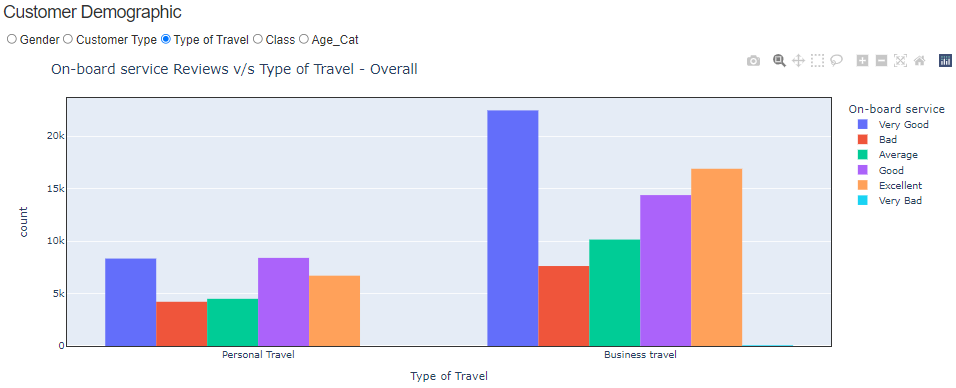 Customer Demographic
Gender Customer Type Type of Travel Class Age_Cat
On-board service Reviews v/s Type of Travel - Overall
On-board service
Very Good
Bad
Average
Good
Excellent
Very Bad
count
20k
15k
10k
5k
0
Personal Travel Business travel
Type of Travel